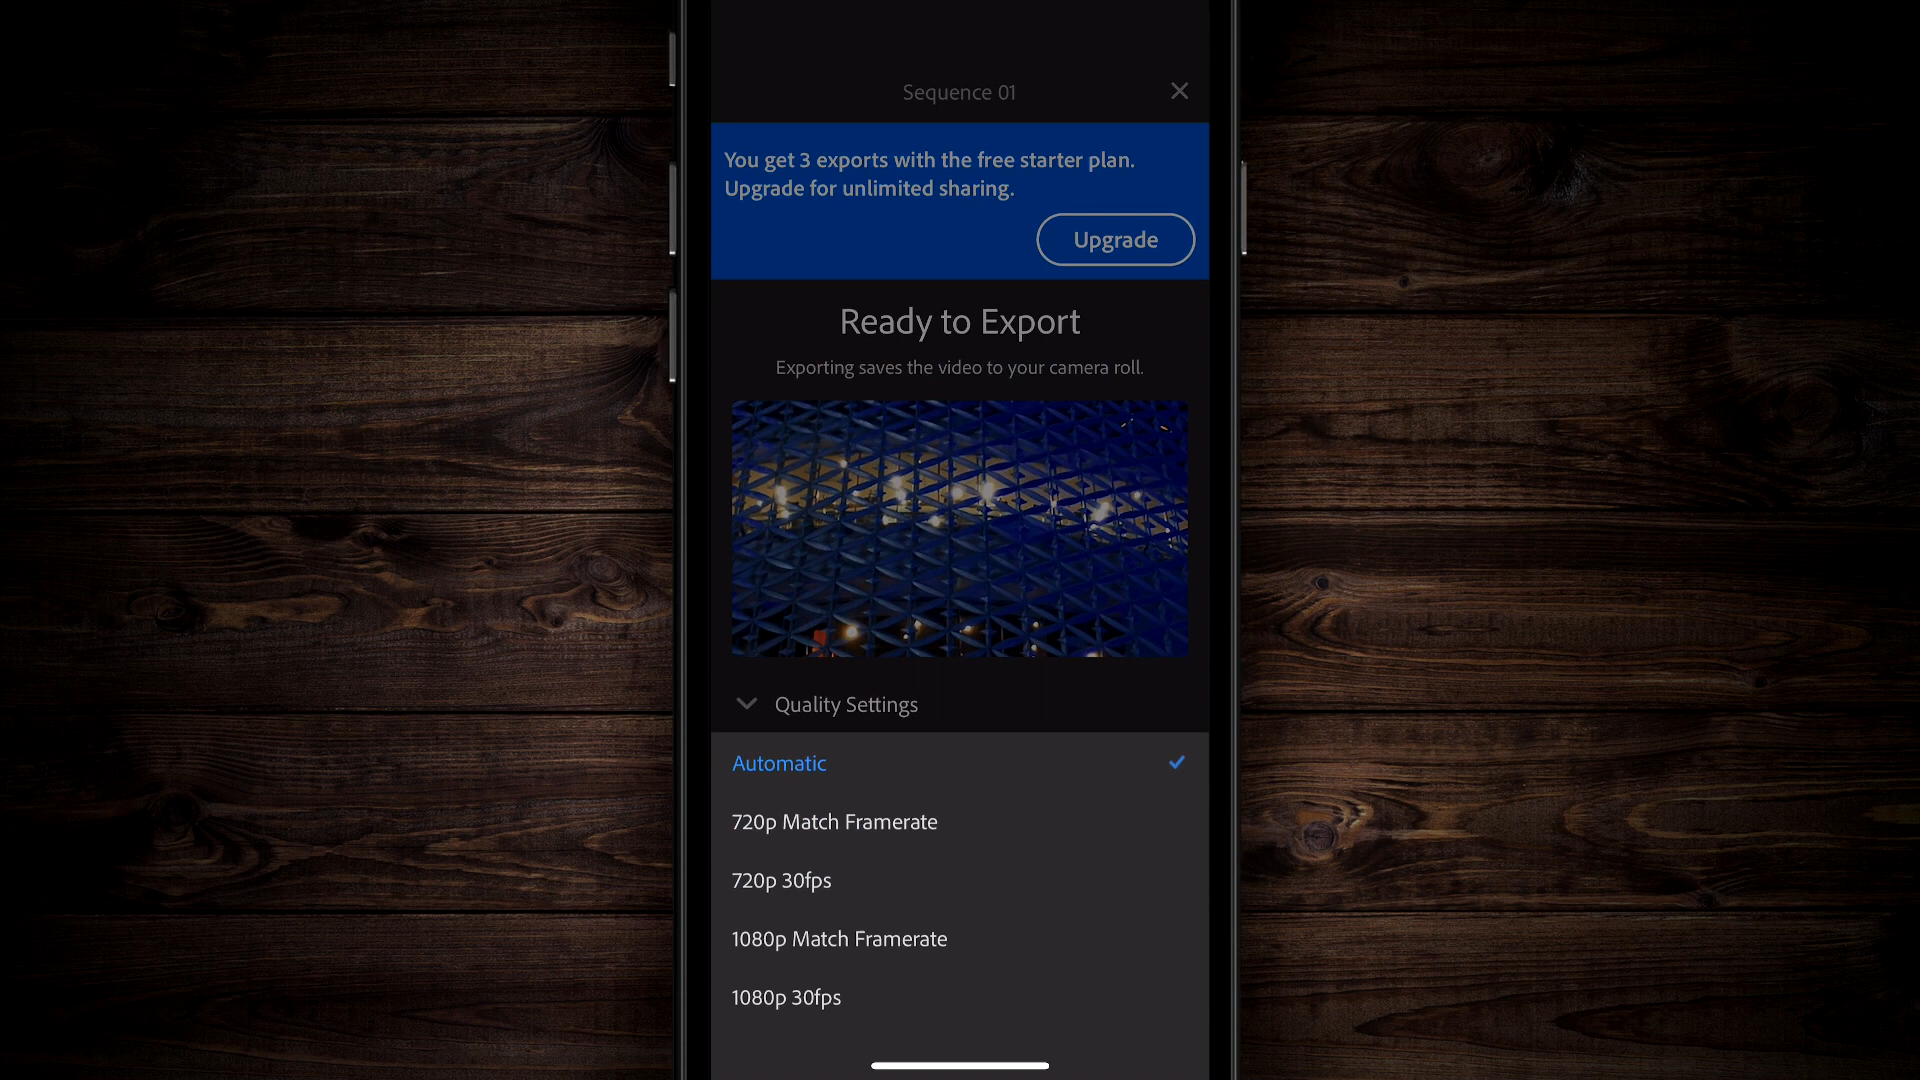 Sequence 01
You get 3 exports with the free starter plan.
Upgrade for unlimited sharing.
Upgrade
Ready to Export
Exporting saves the video to your camera roll.
Quality Settings
Automatic
720p Match Framerate
720p 30fps
1080p Match Framerate
1080p 30fps